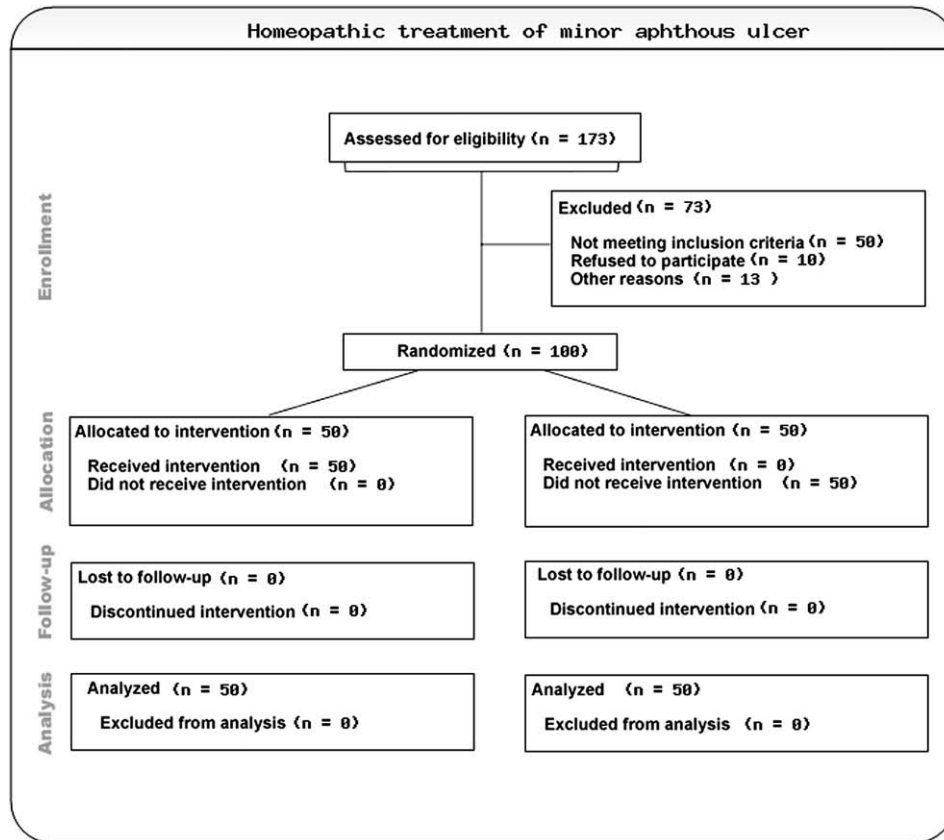 Homeopathic treatment of minor aphthous ulcer
Enrollment
Assessed for eligibility (n = 173)
Excluded (n = 73)
Not meeting inclusion criteria (n = 50)
Refused to participate (n = 10)
Other reasons (n = 13 )
Randomized (n = 100)
Allocation
Allocated to intervention (n = 50)
Received intervention (n = 50)
Did not receive intervention (n = 0)
Allocated to intervention (n = 50)
Received intervention (n = 0)
Did not receive intervention (n = 50)
Follow-up
Lost to follow-up (n = 0)
Discontinued intervention (n = 0)
Lost to follow-up (n = 0)
Discontinued intervention (n = 0)
Analysis
Analyzed (n = 50)
Excluded from analysis (n = 0)
Analyzed (n = 50)
Excluded from analysis (n = 0)